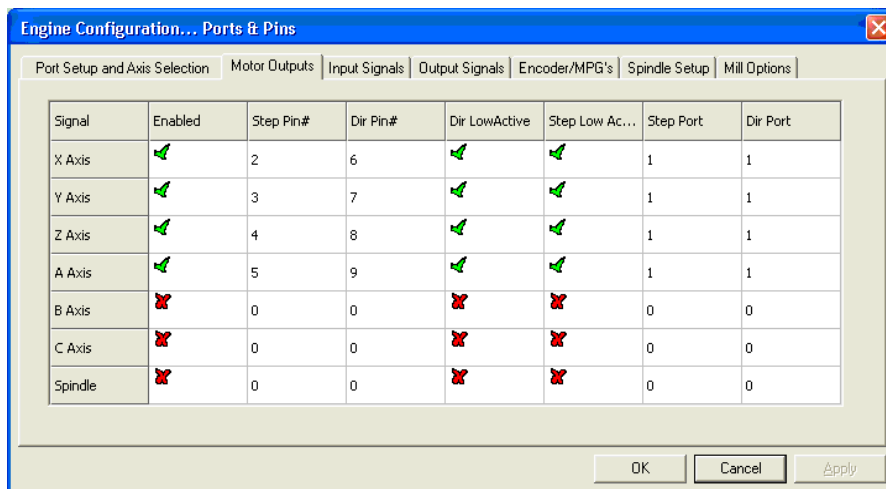 Engine Configuration... Ports & Pins
Port Setup and Axis Selection Motor Outputs Input Signals Output Signals Encoder/MPG's Spindle Setup Mill Options
Signal Enabled Step Pin# Dir Pin# Dir LowActive Step Low Ac... Step Port Dir Port
X Axis 2 6 1 1
Y Axis 3 7 1 1
Z Axis 4 8 1 1
A Axis 5 9 1 1
B Axis 0 0 0 0
C Axis 0 0 0 0
Spindle 0 0 0 0
OK Cancel Apply